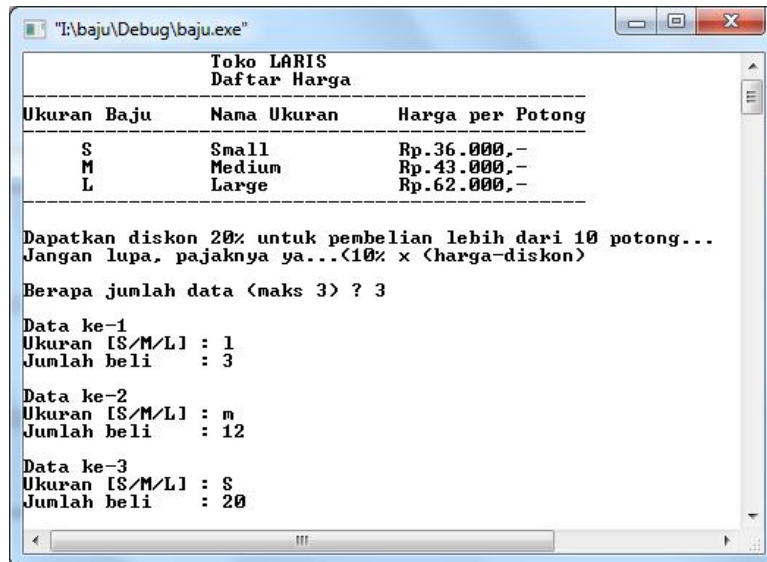 "I:\baju\Debug\baju.exe"
Toko LARIS
Daftar Harga
------------------------------------------------------------
Ukuran Baju Nama Ukuran Harga per Potong
------------------------------------------------------------
S Small Rp.36.000,-
M Medium Rp.43.000,-
L Large Rp.62.000,-
------------------------------------------------------------
Dapatkan diskon 20% untuk pembelian lebih dari 10 potong...
Jangan lupa, pajaknya ya...(10% x (harga-diskon)
Berapa jumlah data (maks 3) ? 3
Data ke-1
Ukuran [S/M/L] : l
Jumlah beli : 3
Data ke-2
Ukuran [S/M/L] : m
Jumlah beli : 12
Data ke-3
Ukuran [S/M/L] : S
Jumlah beli : 20